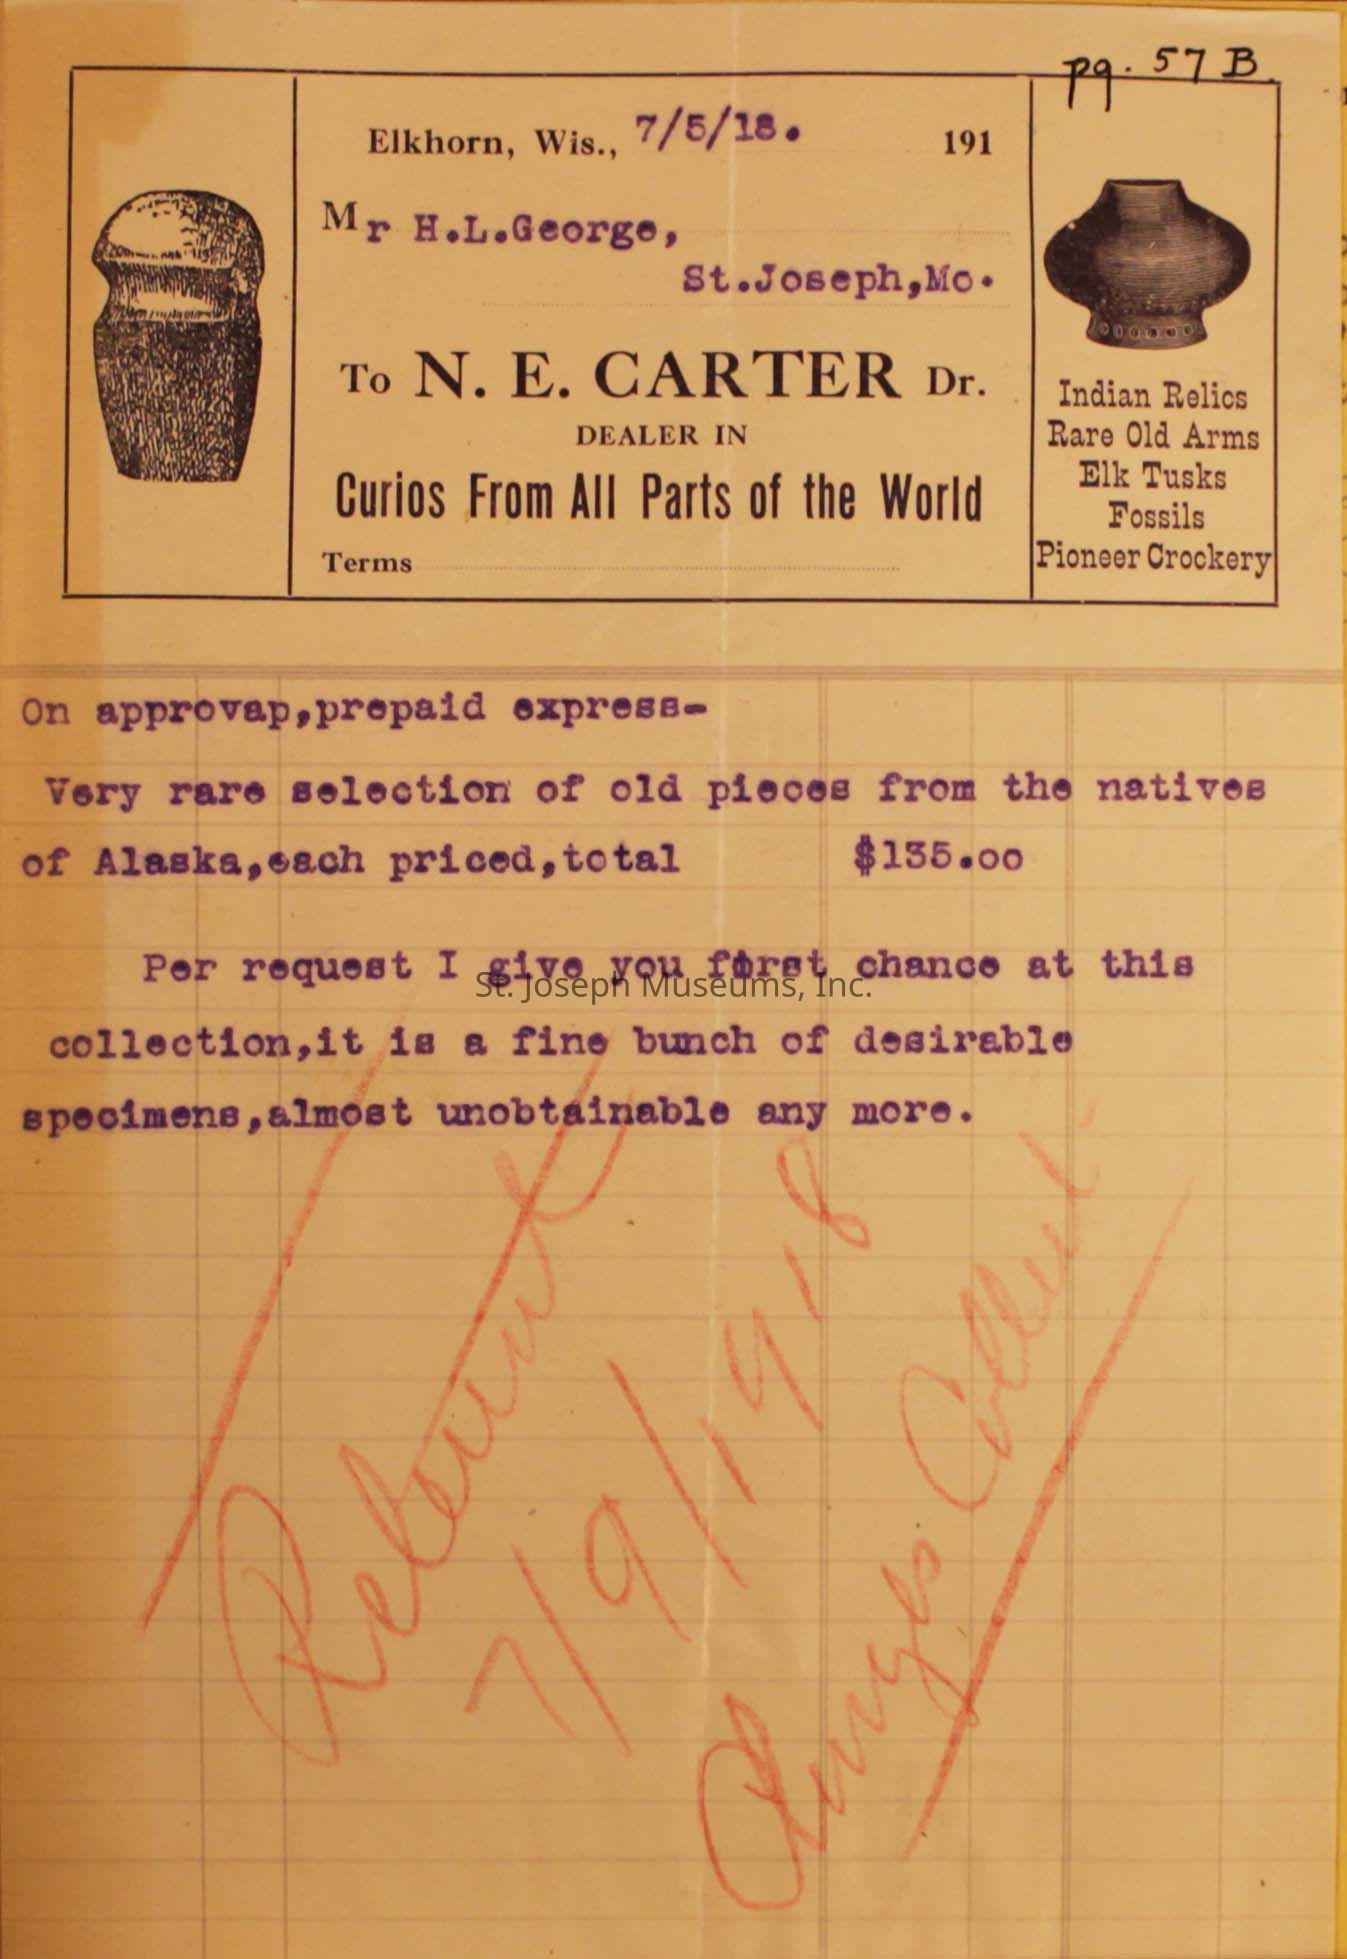 pg. 57 B.
Elkhorn, Wis., 7/5/18. 191
Mr H.L.George,
St.Joseph,Mo.
To N. E. CARTER Dr.
DEALER IN
Curios From All Parts of the World
Terms
Indian Relics
Rare Old Arms
Elk Tusks
Fossils
Pioneer Crockery
On approvap,prepaid express-
Very rare selection of old pieces from the natives
of Alaska,each priced,total $135.00
Per request I give you first chance at this
St. Joseph Museums, Inc.
collection,it is a fine bunch of desirable
specimens,almost unobtainable any more.
7/9/1918